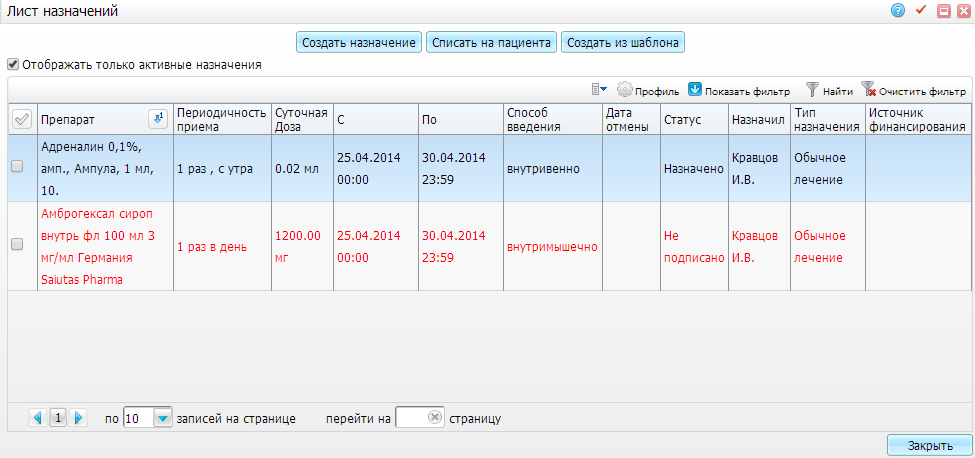 Лист назначений
Создать назначение Списать на пациента Создать из шаблона
Отображать только активные назначения
Профиль Показать фильтр Найти Очистить фильтр
Препарат
Периодичность приема
Суточная Доза
С
По
Способ введения
Дата отмены
Статус
Назначил
Тип назначения
Источник финансирования
Адреналин 0,1%,
амп., Ампула, 1 мл,
10.
1 раз , с утра
0.02 мл
25.04.2014
00:00
30.04.2014
23:59
внутривенно
Назначено
Кравцов
И.В.
Обычное
лечение
Амброгексал сироп
внутрь фл 100 мл 3
мг/мл Германия
Saiutas Pharma
1 раз в день
1200.00
мг
25.04.2014
00:00
30.04.2014
23:59
внутримышечно
Не
подписано
Кравцов
И.В.
Обычное
лечение
1 по 10 записей на странице перейти на страницу
Закрыть